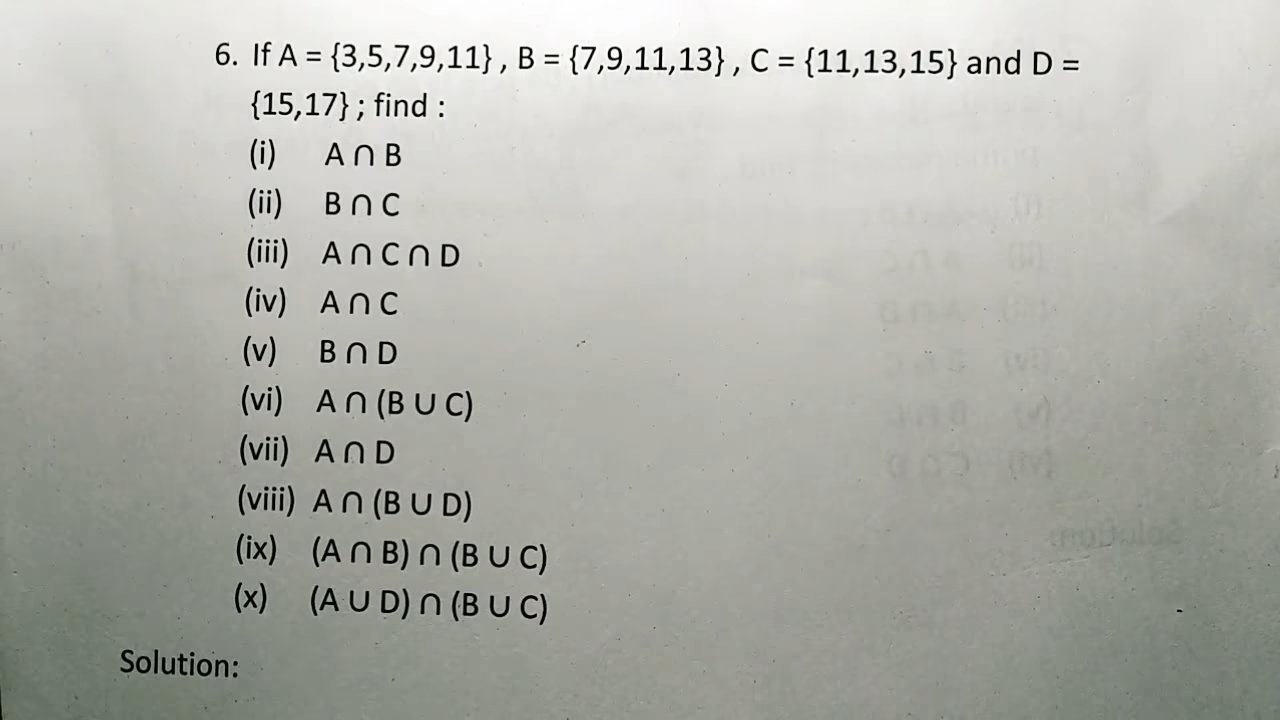 6. If A = {3,5,7,9,11} , B = {7,9,11,13} , C = {11,13,15} and D =
{15,17} ; find :
(i) A ∩ B
(ii) B ∩ C
(iii) A ∩ C ∩ D
(iv) A ∩ C
(v) B ∩ D
(vi) A ∩ (B ∪ C)
(vii) A ∩ D
(viii) A ∩ (B ∪ D)
(ix) (A ∩ B) ∩ (B ∪ C)
(x) (A ∪ D) ∩ (B ∪ C)
Solution: